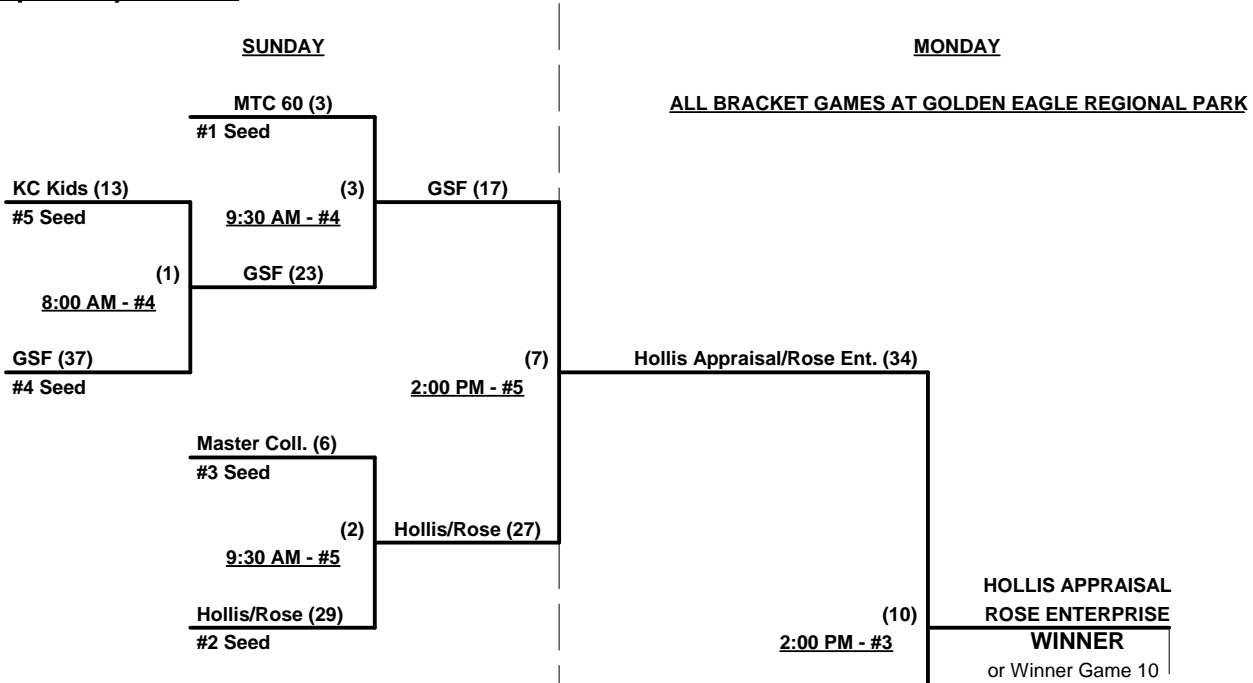 SUNDAY
MONDAY
MTC 60 (3)
ALL BRACKET GAMES AT GOLDEN EAGLE REGIONAL PARK
#1 Seed
KC Kids (13)
(3)
GSF (17)
#5 Seed
9:30 AM - #4
(1)
GSF (23)
8:00 AM - #4
GSF (37)
(7)
Hollis Appraisal/Rose Ent. (34)
#4 Seed
2:00 PM - #5
Master Coll. (6)
#3 Seed
(2)
Hollis/Rose (27)
9:30 AM - #5
HOLLIS APPRAISAL
Hollis/Rose (29)
(10)
ROSE ENTERPRISE
#2 Seed
2:00 PM - #3
WINNER
or Winner Game 10